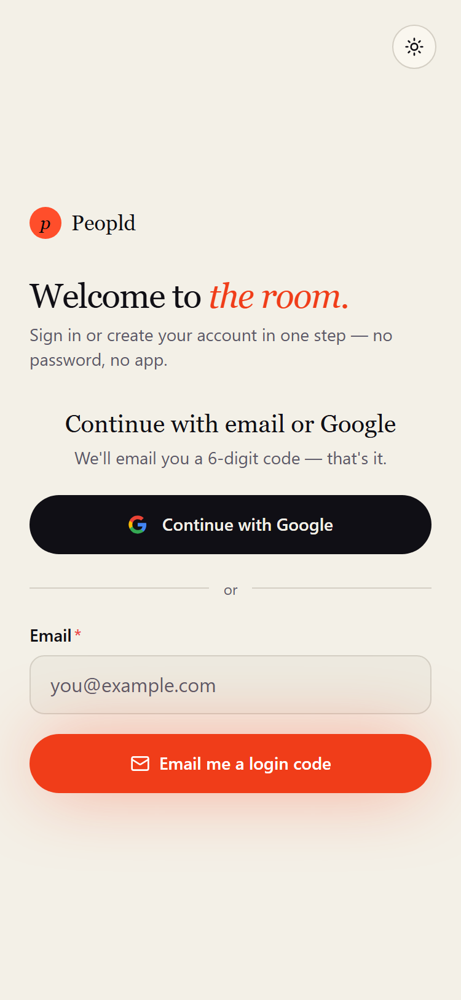 p Peopld
Welcome to the room.
Sign in or create your account in one step — no
password, no app.
Continue with email or Google
We'll email you a 6-digit code — that's it.
Continue with Google
or
Email*
you@example.com
Email me a login code